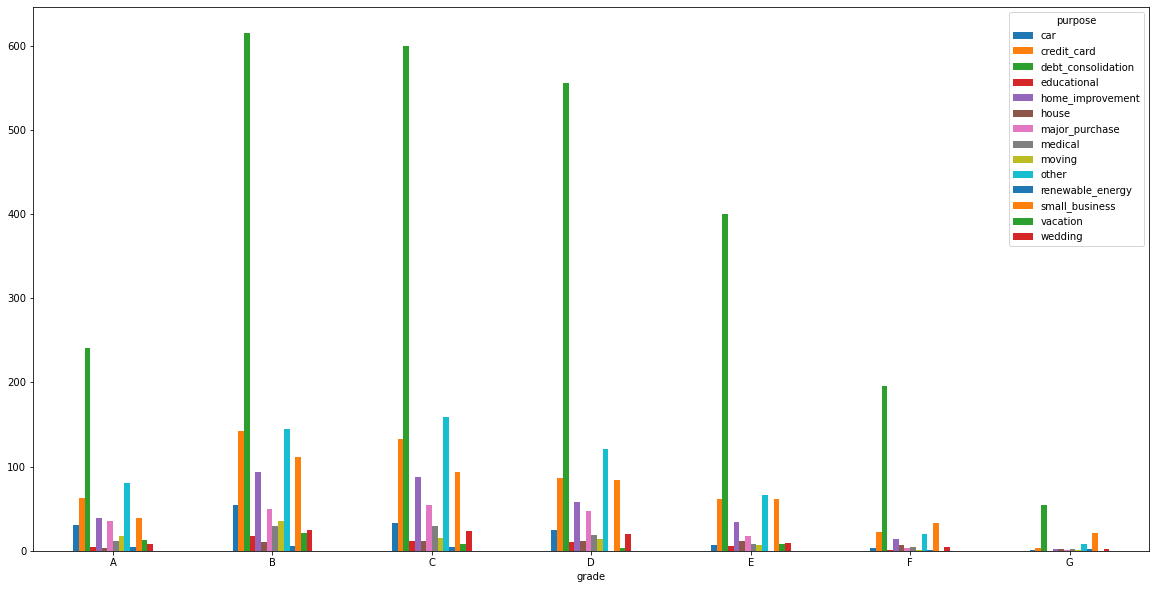 purpose
car
credit_card
debt_consolidation
educational
home_improvement
house
major_purchase
medical
moving
other
renewable_energy
small_business
vacation
wedding
600
500
400
300
200
100
0
A B C D E F G
grade